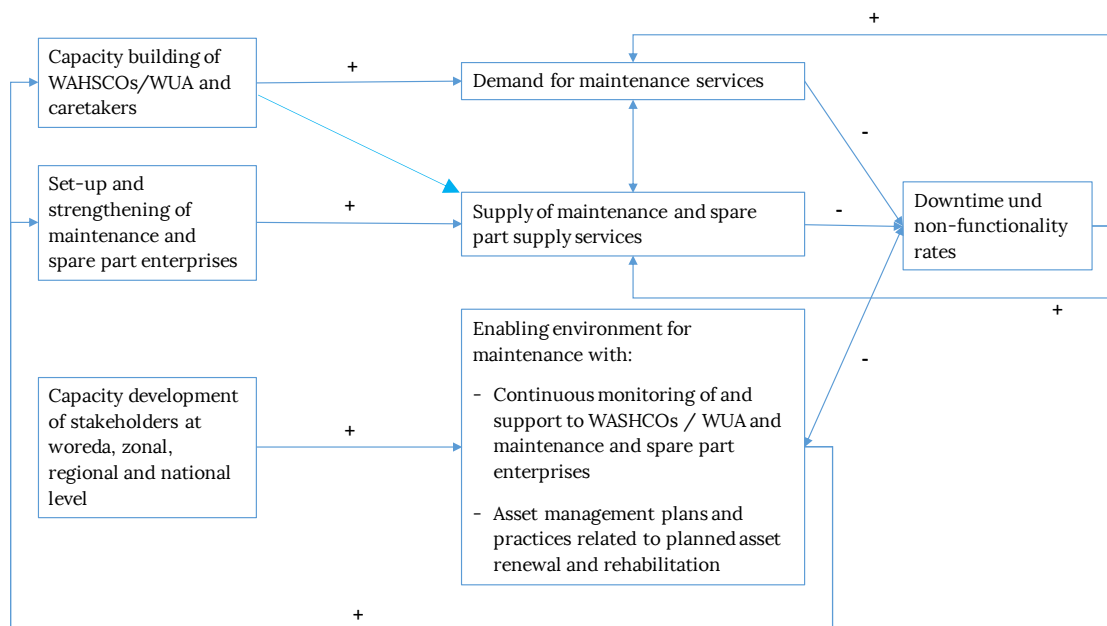 +
Capacity building of
WAHSCOs/WUA and
caretakers
+
Demand for maintenance services
-
Set-up and
strengthening of
maintenance and
spare part enterprises
+
Supply of maintenance and spare
part supply services
-
Downtime und
non-functionality
rates
+
Enabling environment for
maintenance with:
- Continuous monitoring of and
support to WASHCOs / WUA and
maintenance and spare part
enterprises
- Asset management plans and
practices related to planned asset
renewal and rehabilitation
-
Capacity development
of stakeholders at
woreda, zonal,
regional and national
level
+
+